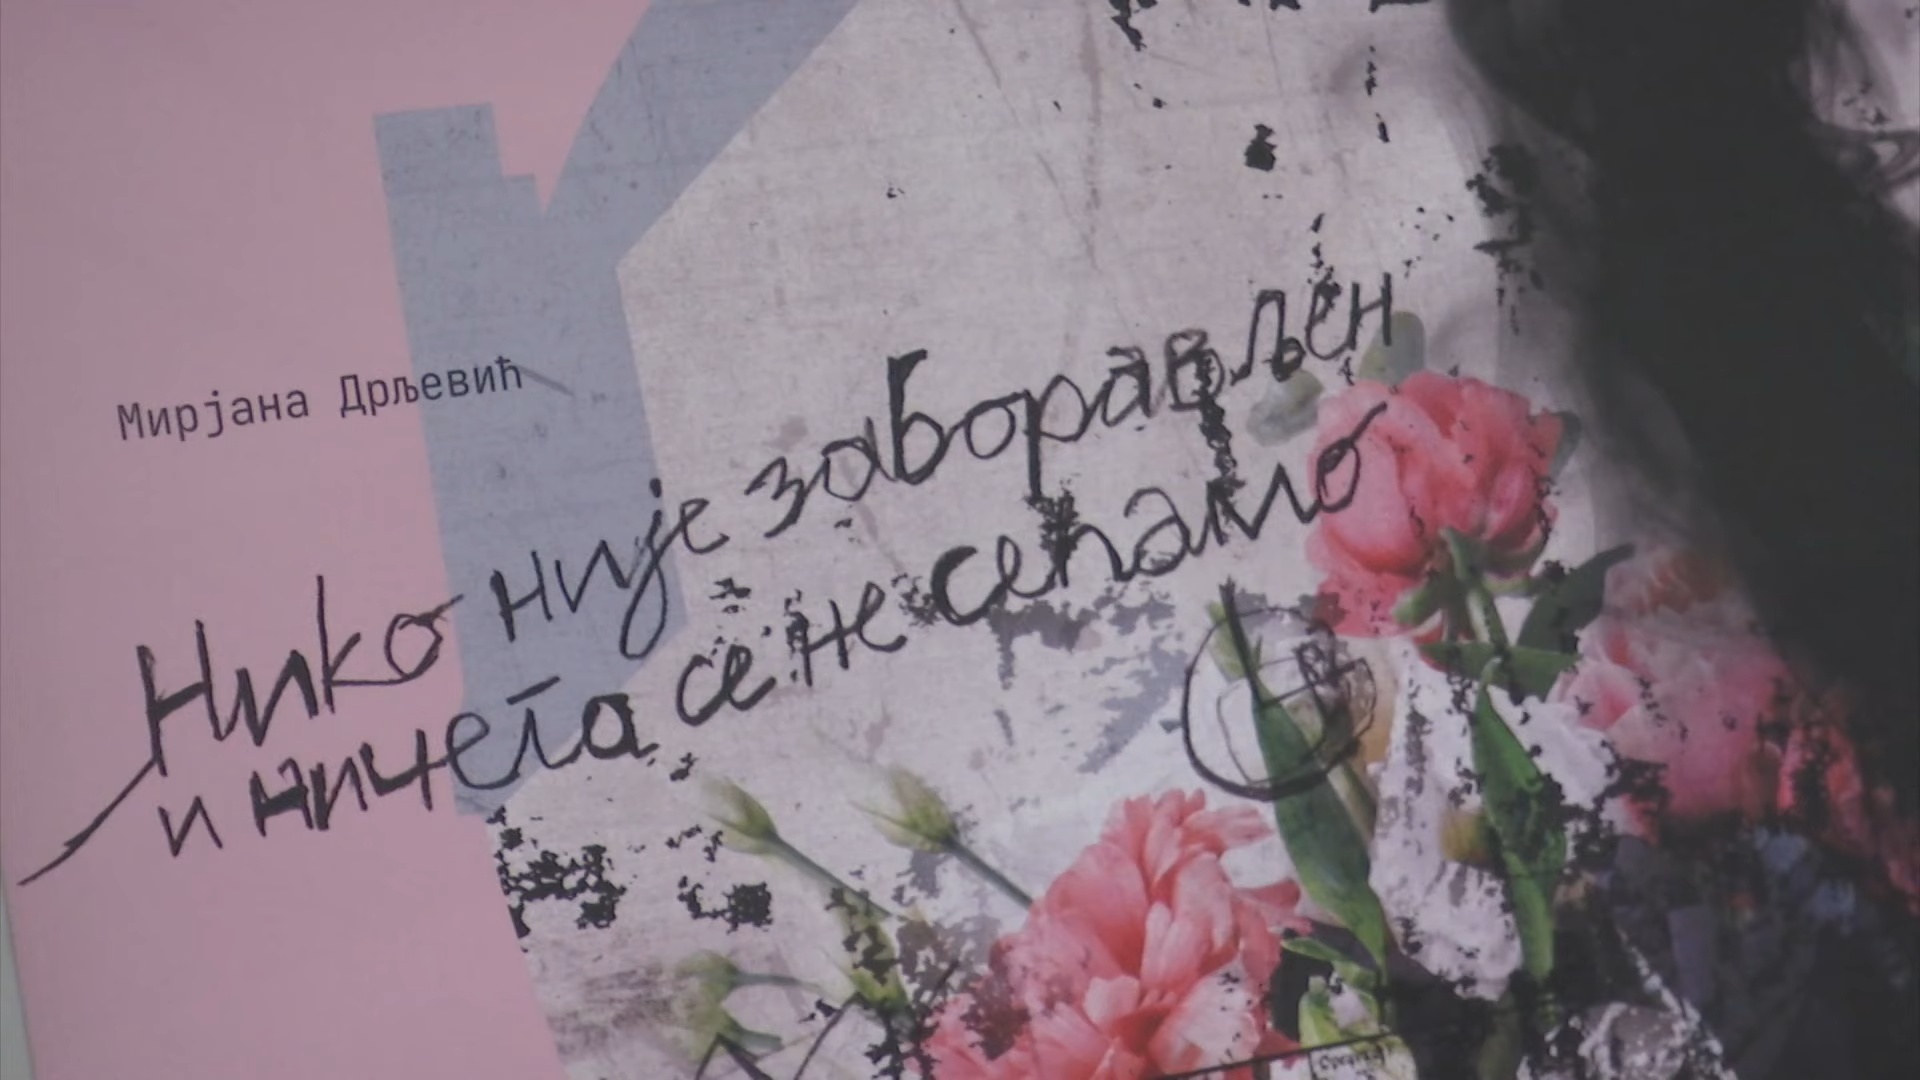 Мирјана Дрљевић
Нико није заборављен
и ничега се не сећамо